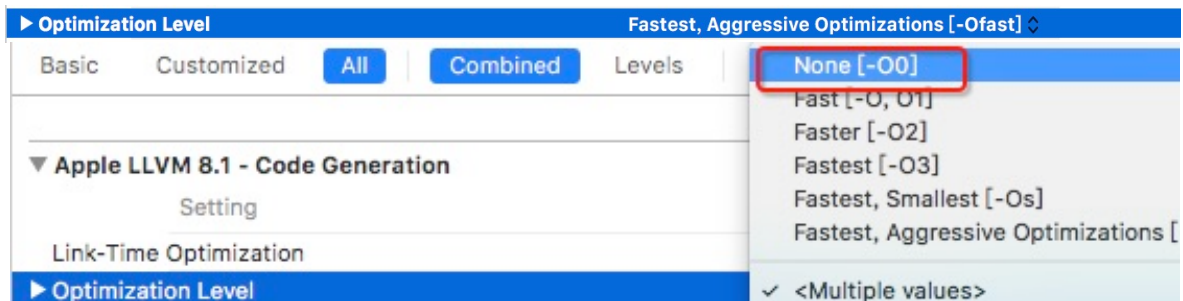 Optimization Level Fastest, Aggressive Optimizations [-Ofast]
Basic Customized All Combined Levels
None [-O0]
Fast [-O, O1]
Faster [-O2]
Fastest [-O3]
Fastest, Smallest [-Os]
Fastest, Aggressive Optimizations [
<Multiple values>
Apple LLVM 8.1 - Code Generation
Setting
Link-Time Optimization
Optimization Level